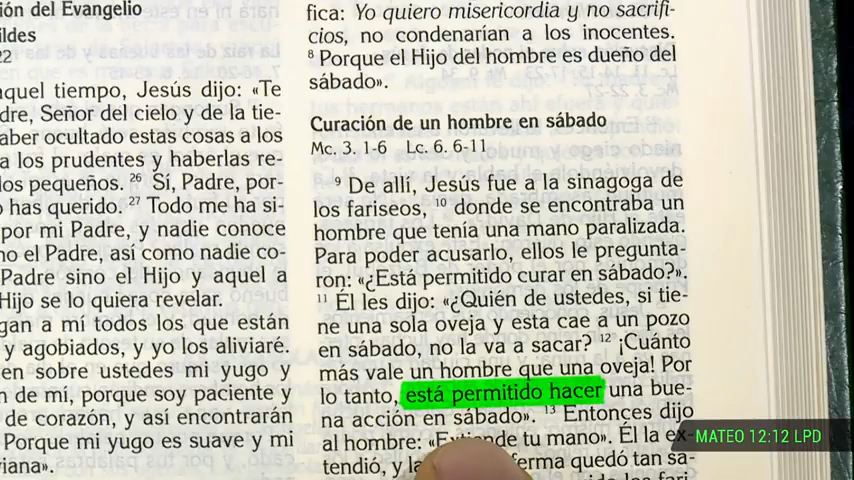 ión del Evangelio
ildes
22
aquel tiempo, Jesús dijo: «Te
dre, Señor del cielo y de la tie-
aber ocultado estas cosas a los
a los prudentes y haberlas re-
los pequeños. 26 Sí, Padre, por-
o has querido. 27 Todo me ha si-
por mi Padre, y nadie conoce
no el Padre, así como nadie co-
Padre sino el Hijo y aquel a
Hijo se lo quiera revelar.
gan a mí todos los que están
y agobiados, y yo los aliviaré.
en sobre ustedes mi yugo y
n de mí, porque soy paciente y
de corazón, y así encontrarán
Porque mi yugo es suave y mi
viana».
fica: Yo quiero misericordia y no sacrifi-
cios, no condenarían a los inocentes.
8 Porque el Hijo del hombre es dueño del
sábado».
Curación de un hombre en sábado
Mc. 3. 1-6 Lc. 6. 6-11
9 De allí, Jesús fue a la sinagoga de
los fariseos, 10 donde se encontraba un
hombre que tenía una mano paralizada.
Para poder acusarlo, ellos le pregunta-
ron: «¿Está permitido curar en sábado?».
11 Él les dijo: «¿Quién de ustedes, si tie-
ne una sola oveja y esta cae a un pozo
en sábado, no la va a sacar? 12 ¡Cuánto
más vale un hombre que una oveja! Por
lo tanto, está permitido hacer una bue-
na acción en sábado». 13 Entonces dijo
al hombre: «Extiende tu mano». Él la ex-
tendió, y la ferma quedó tan sa-
MATEO 12:12 LPD